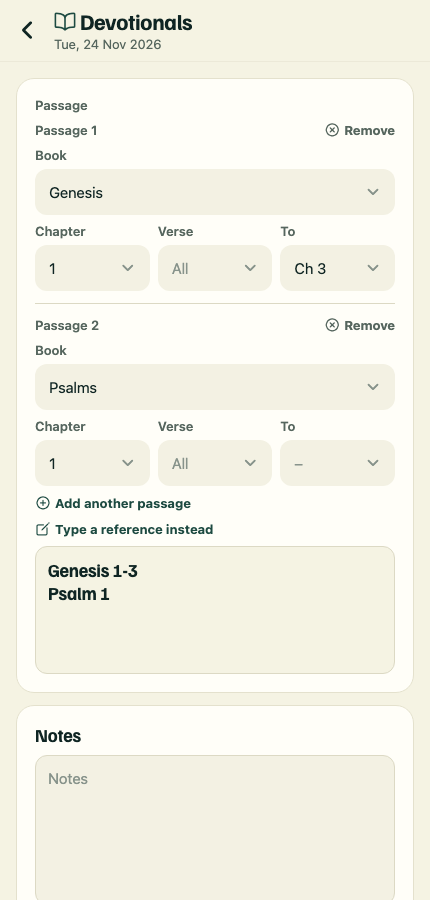 Devotionals
Tue, 24 Nov 2026
Passage
Passage 1 Remove
Book
Genesis
Chapter Verse To
1 All Ch 3
Passage 2 Remove
Book
Psalms
Chapter Verse To
1 All –
Add another passage
Type a reference instead
Genesis 1-3
Psalm 1
Notes
Notes